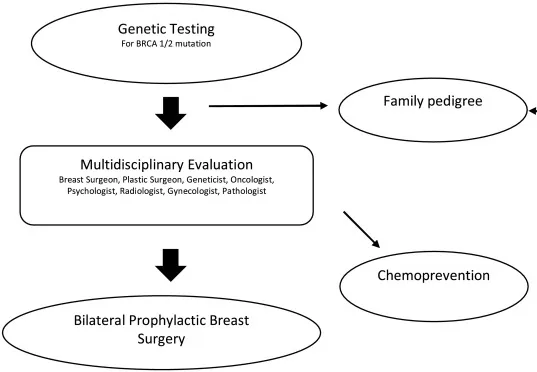 Genetic Testing
For BRCA 1/2 mutation
Family pedigree
Multidisciplinary Evaluation
Breast Surgeon, Plastic Surgeon, Geneticist, Oncologist,
Psychologist, Radiologist, Gynecologist, Pathologist
Chemoprevention
Bilateral Prophylactic Breast
Surgery